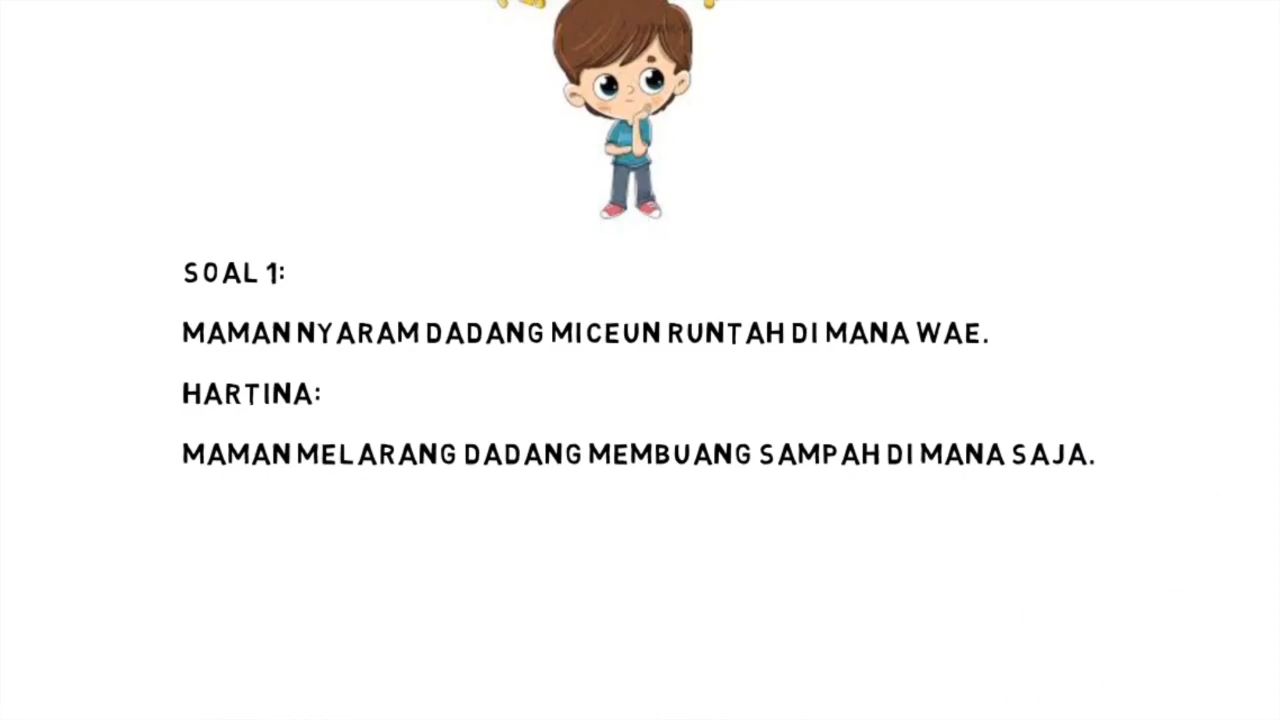 SOAL 1:
MAMAN NYARAM DADANG MICEUN RUNTAH DI MANA WAE.
HARTINA:
MAMAN MELARANG DADANG MEMBUANG SAMPAH DI MANA SAJA.